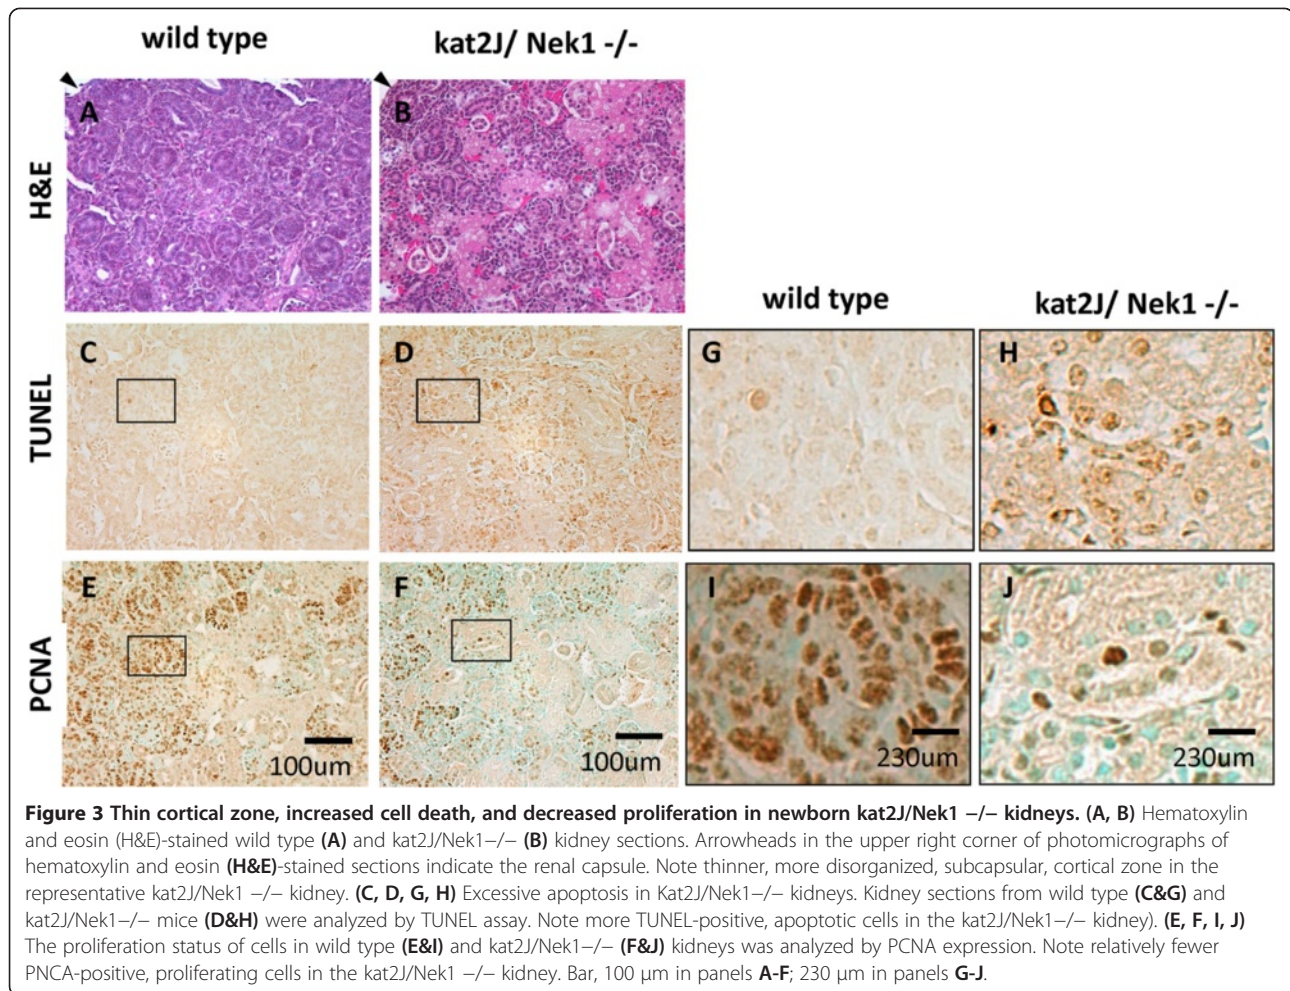 wild type
kat2J/ Nek1 -/-
H&E
A
B
wild type
kat2J/ Nek1 -/-
TUNEL
C
D
G
H
PCNA
E
F
I
J
100um
100um
230um
230um
Figure 3 Thin cortical zone, increased cell death, and decreased proliferation in newborn kat2J/Nek1 −/− kidneys. (A, B) Hematoxylin
and eosin (H&E)-stained wild type (A) and kat2J/Nek1−/− (B) kidney sections. Arrowheads in the upper right corner of photomicrographs of
hematoxylin and eosin (H&E)-stained sections indicate the renal capsule. Note thinner, more disorganized, subcapsular, cortical zone in the
representative kat2J/Nek1 −/− kidney. (C, D, G, H) Excessive apoptosis in Kat2J/Nek1−/− kidneys. Kidney sections from wild type (C&G) and
kat2J/Nek1−/− mice (D&H) were analyzed by TUNEL assay. Note more TUNEL-positive, apoptotic cells in the kat2J/Nek1−/− kidney). (E, F, I, J)
The proliferation status of cells in wild type (E&I) and kat2J/Nek1−/− (F&J) kidneys was analyzed by PCNA expression. Note relatively fewer
PNCA-positive, proliferating cells in the kat2J/Nek1 −/− kidney. Bar, 100 μm in panels A-F; 230 μm in panels G-J.